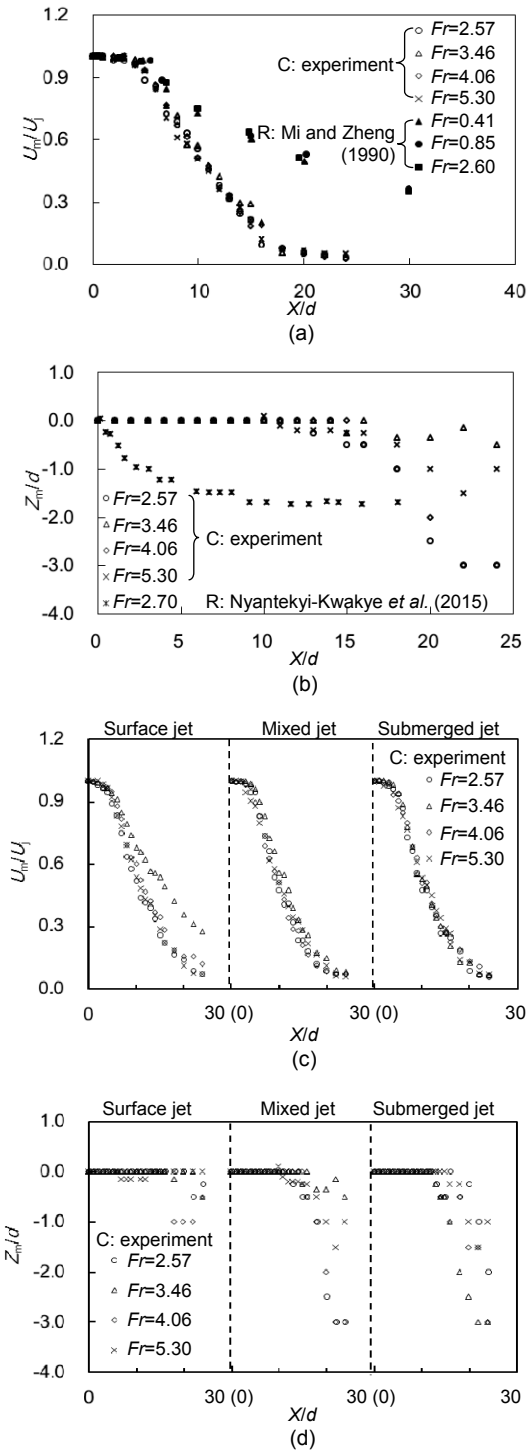 1.2
0.9
0.6
0.3
0.0
Um/Uj
Fr=2.57
Fr=3.46
C: experiment
Fr=4.06
Fr=5.30
Fr=0.41
R: Mi and Zheng
(1990)
Fr=0.85
Fr=2.60
0 10 20 30 40
X/d
(a)
1.0
0.0
-1.0
-2.0
-3.0
-4.0
Zm/d
Fr=2.57
Fr=3.46
C: experiment
Fr=4.06
Fr=5.30
Fr=2.70
R: Nyantekyi-Kwakye et al. (2015)
0 5 10 15 20 25
X/d
(b)
Surface jet Mixed jet Submerged jet
1.2
0.9
0.6
0.3
0.0
Um/Uj
C: experiment
Fr=2.57
Fr=3.46
Fr=4.06
Fr=5.30
0 30 (0) 30 (0) 30
X/d
(c)
Surface jet Mixed jet Submerged jet
1.0
0.0
-1.0
-2.0
-3.0
-4.0
Zm/d
C: experiment
Fr=2.57
Fr=3.46
Fr=4.06
Fr=5.30
0 30 (0) 30 (0) 30
X/d
(d)